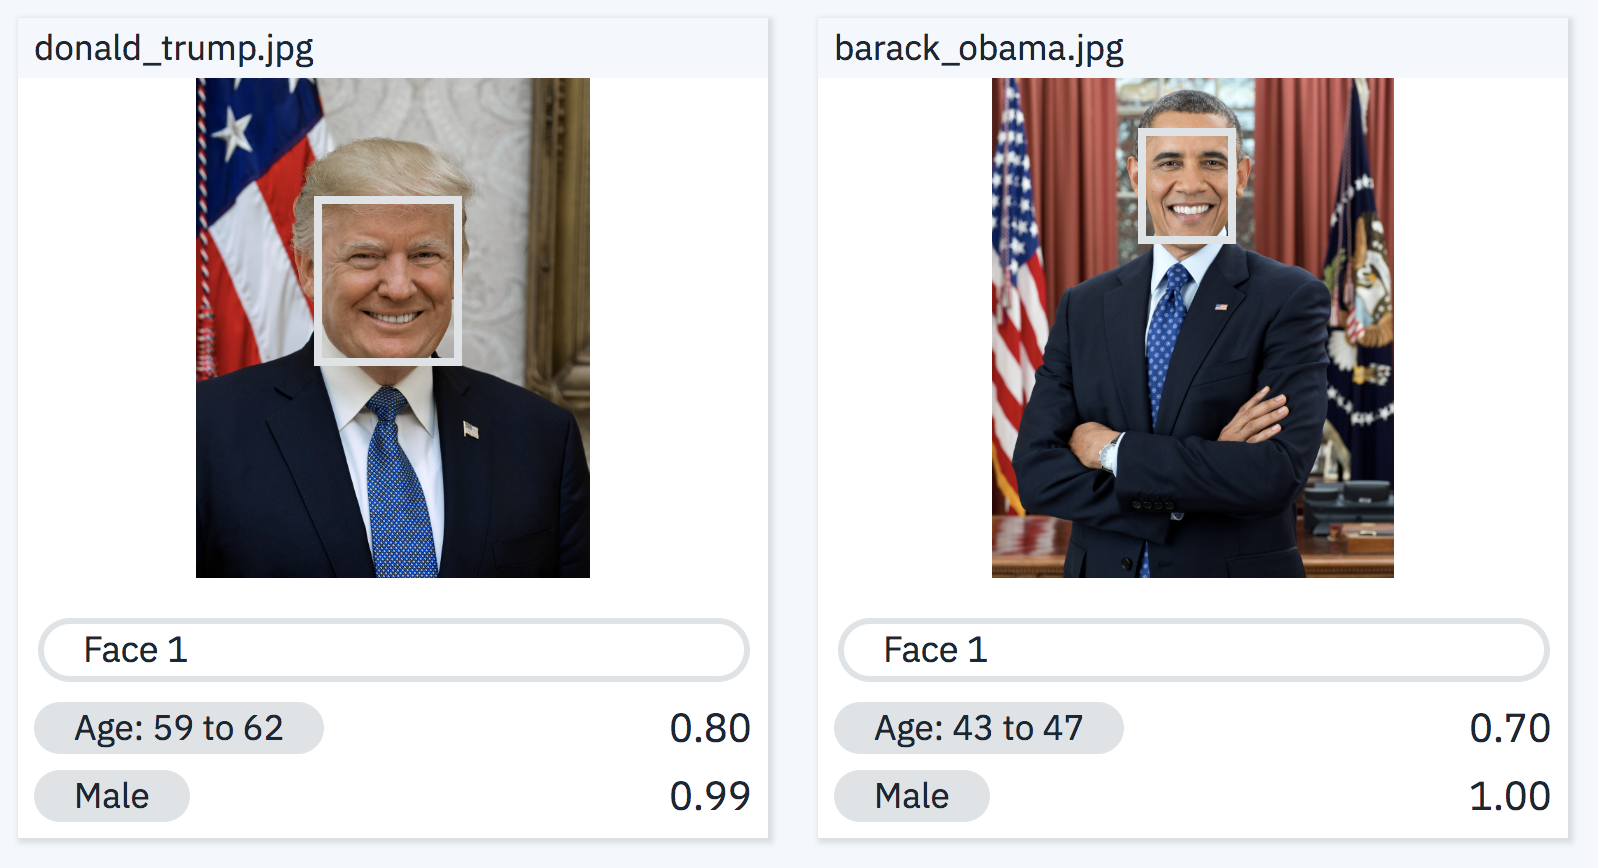 donald_trump.jpg
Face 1
Age: 59 to 62 0.80
Male 0.99
barack_obama.jpg
Face 1
Age: 43 to 47 0.70
Male 1.00